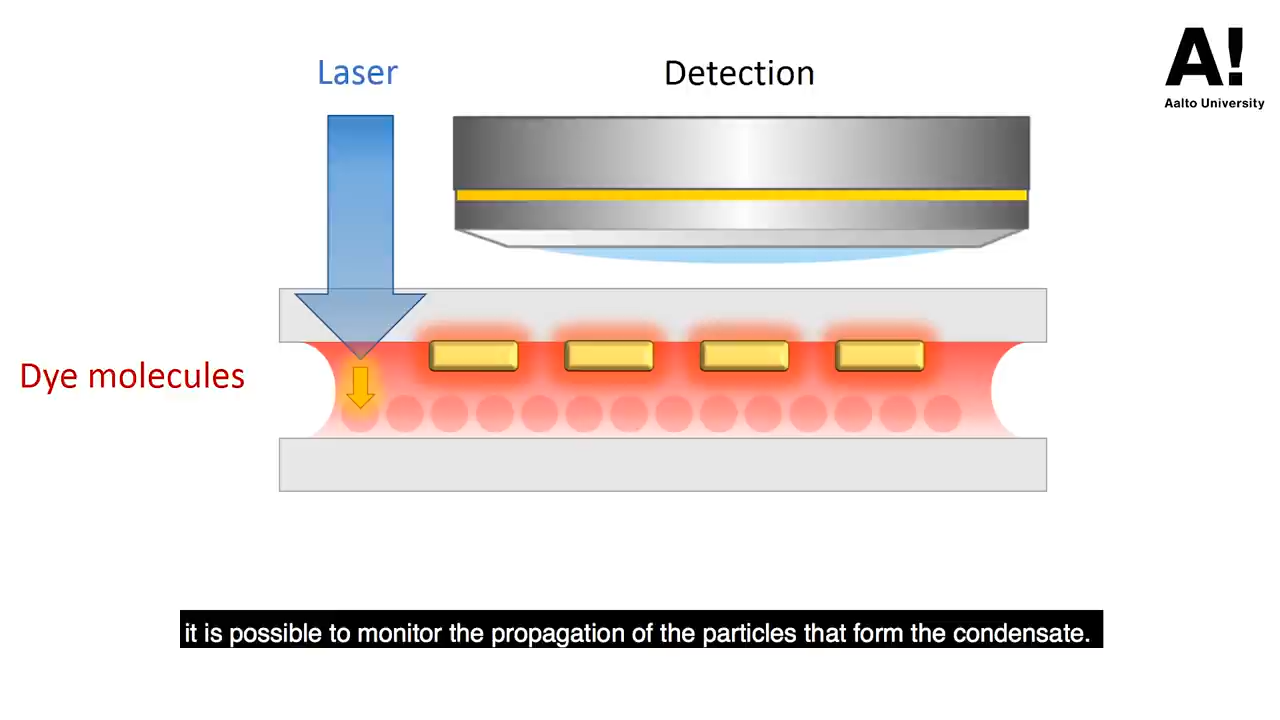 Laser
Detection
A!
Aalto University
Dye molecules
it is possible to monitor the propagation of the particles that form the condensate.